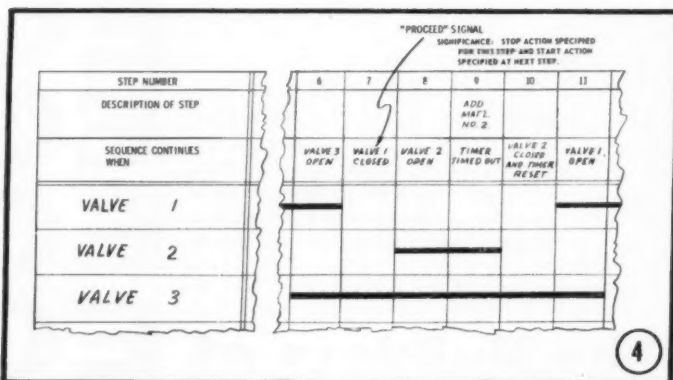 "PROCEED" SIGNAL
SIGNIFICANCE: STOP ACTION SPECIFIED
FOR THIS STEP AND START ACTION
SPECIFIED AT NEXT STEP.
STEP NUMBER 6 7 8 9 10 11
DESCRIPTION OF STEP
ADD
MAT'L.
NO. 2
SEQUENCE CONTINUES
WHEN
VALVE 3
OPEN
VALVE 1
CLOSED
VALVE 2
OPEN
TIMER
TIMED OUT
VALVE 2
CLOSED
AND TIMER
RESET
VALVE 1
OPEN
VALVE 1
VALVE 2
VALVE 3
4